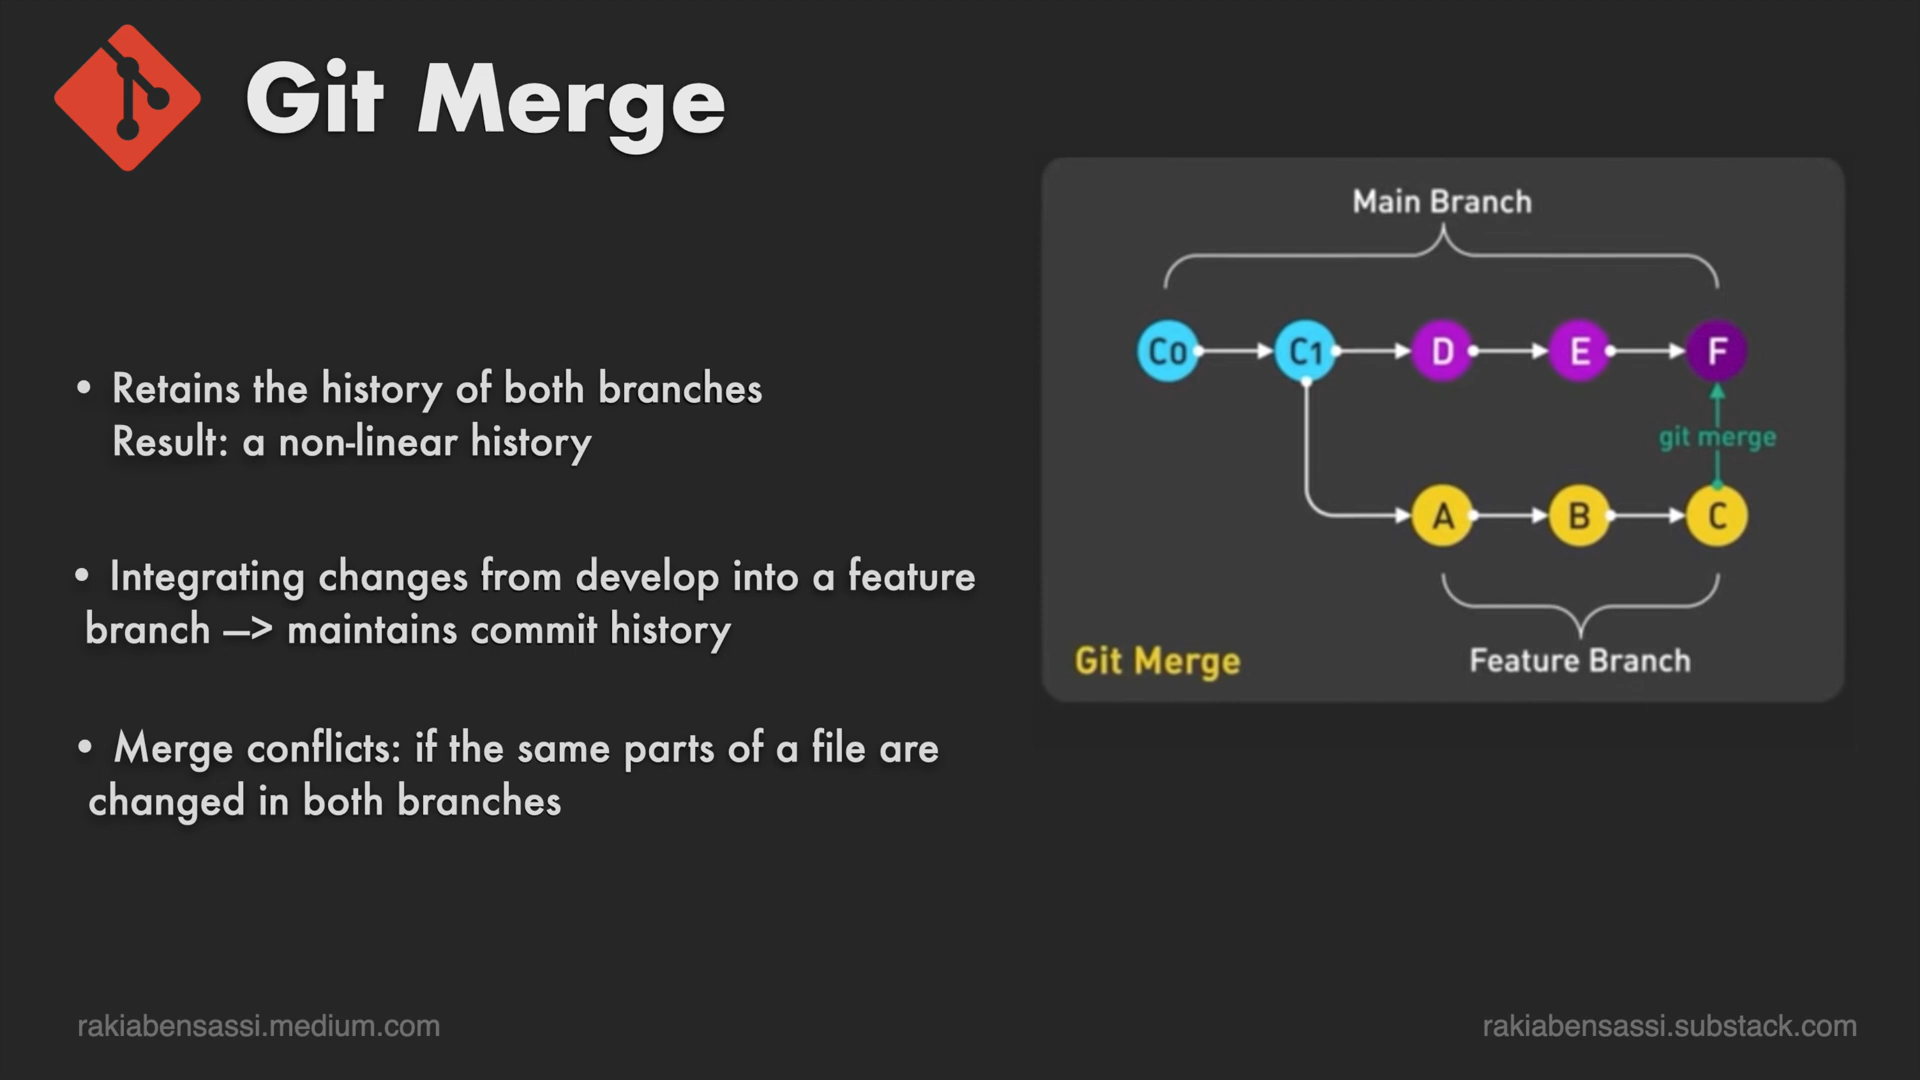 Git Merge
• Retains the history of both branches
Result: a non-linear history
• Integrating changes from develop into a feature
branch —> maintains commit history
• Merge conflicts: if the same parts of a file are
changed in both branches
Main Branch
C0 C1 D E F
git merge
A B C
Git Merge
Feature Branch
rakiabensassi.medium.com
rakiabensassi.substack.com